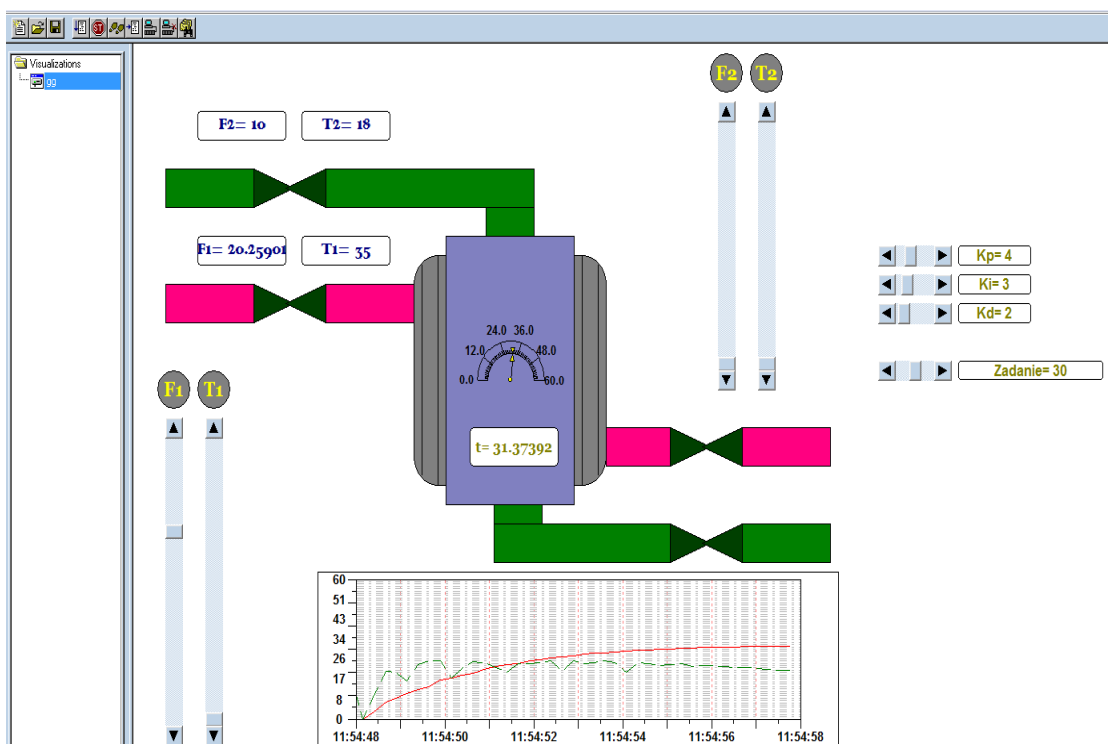 Visualizations
gg
F2
T2
F2= 10
T2= 18
F1= 20.25901
T1= 35
Kp= 4
Ki= 3
Kd= 2
24.0 36.0
12.0 48.0
0.0 60.0
Zadanie= 30
F1
T1
t= 31.37392
60
51
43
34
26
17
8
0
11:54:48 11:54:50 11:54:52 11:54:54 11:54:56 11:54:58